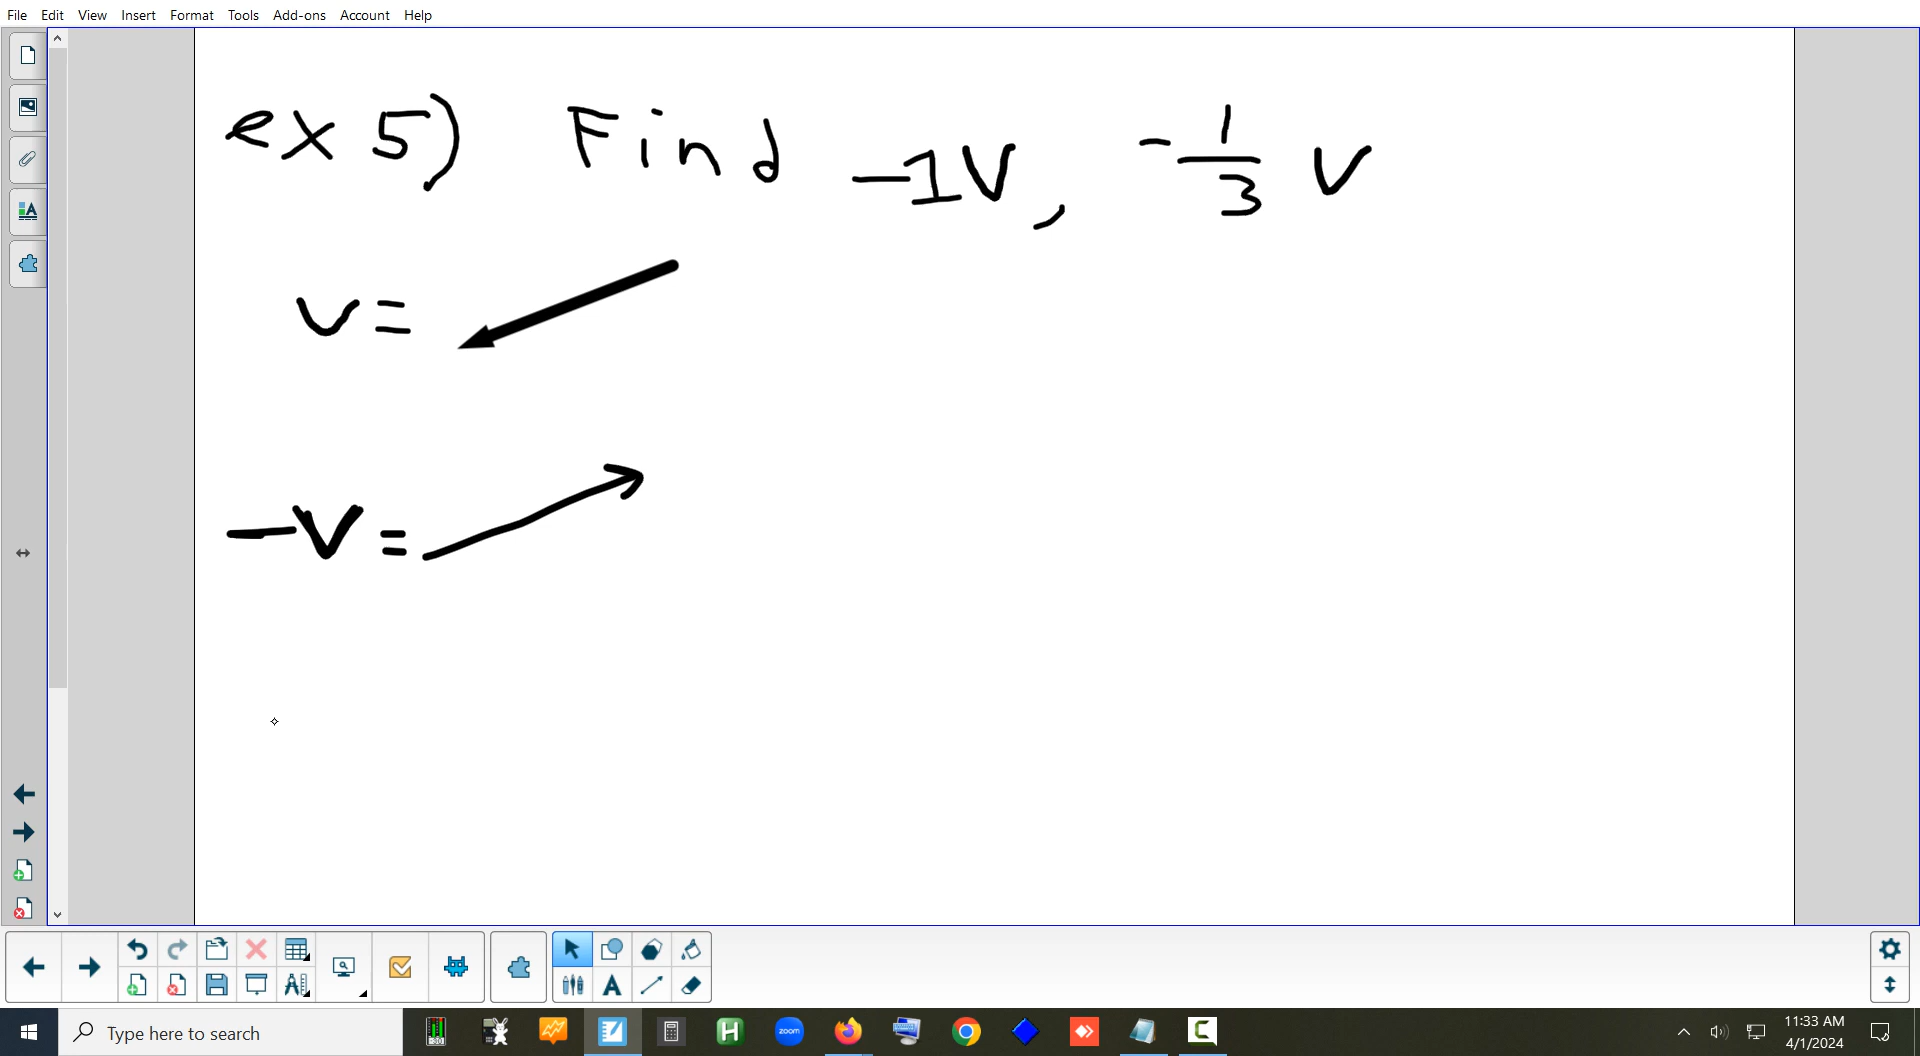 File Edit View Insert Format Tools Add-ons Account Help
ex 5) Find -1V, -1/3 V
v =
-V =
Type here to search
H
zoom
11:33 AM
4/1/2024